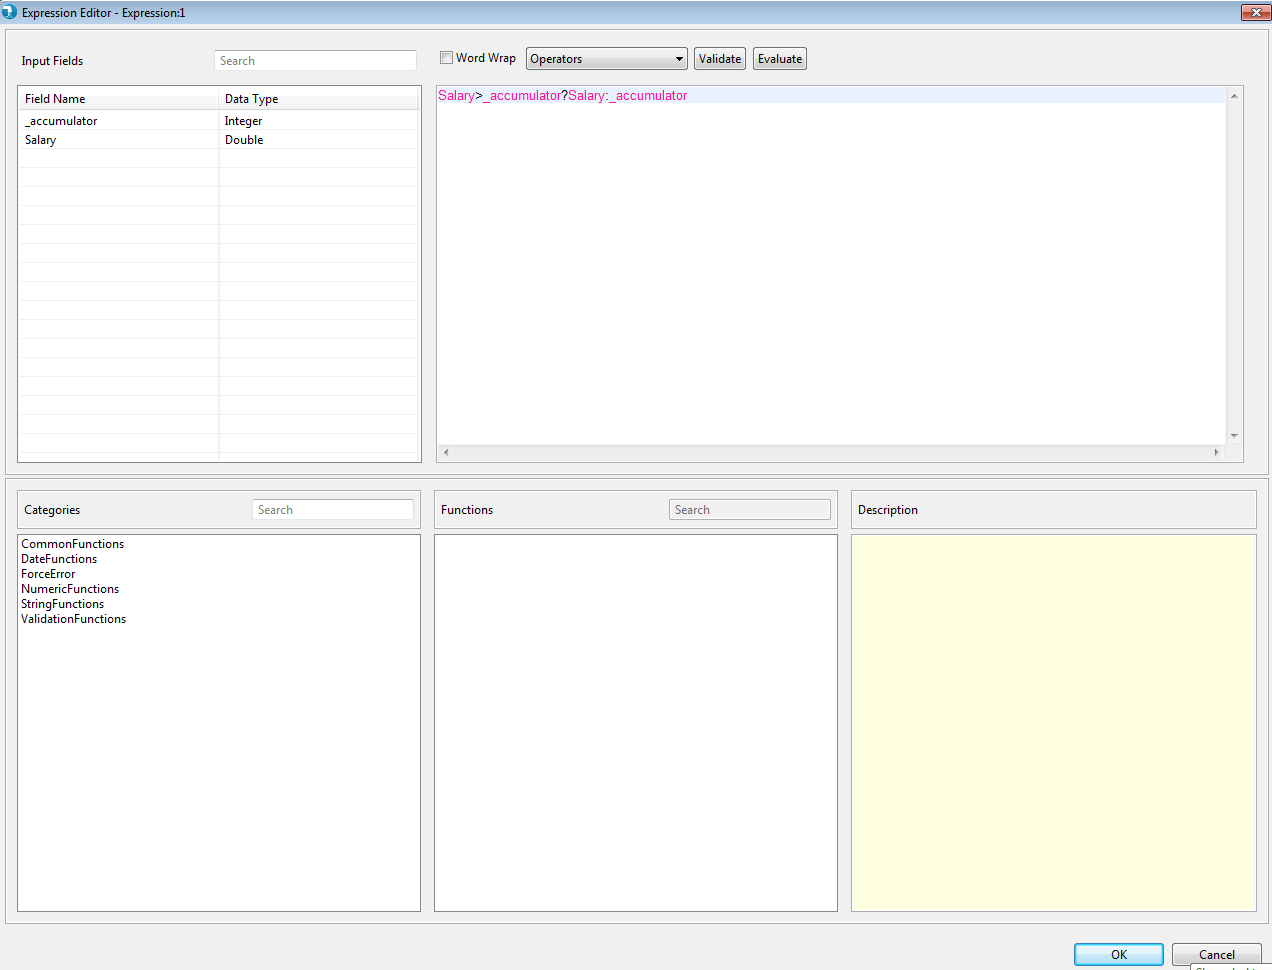 Expression Editor - Expression:1
Input Fields
Search
Word Wrap
Operators
Validate
Evaluate
Field Name Data Type
_accumulator Integer
Salary Double
Salary>_accumulator?Salary:_accumulator
Categories
Search
Functions
Search
Description
CommonFunctions
DateFunctions
ForceError
NumericFunctions
StringFunctions
ValidationFunctions
OK
Cancel